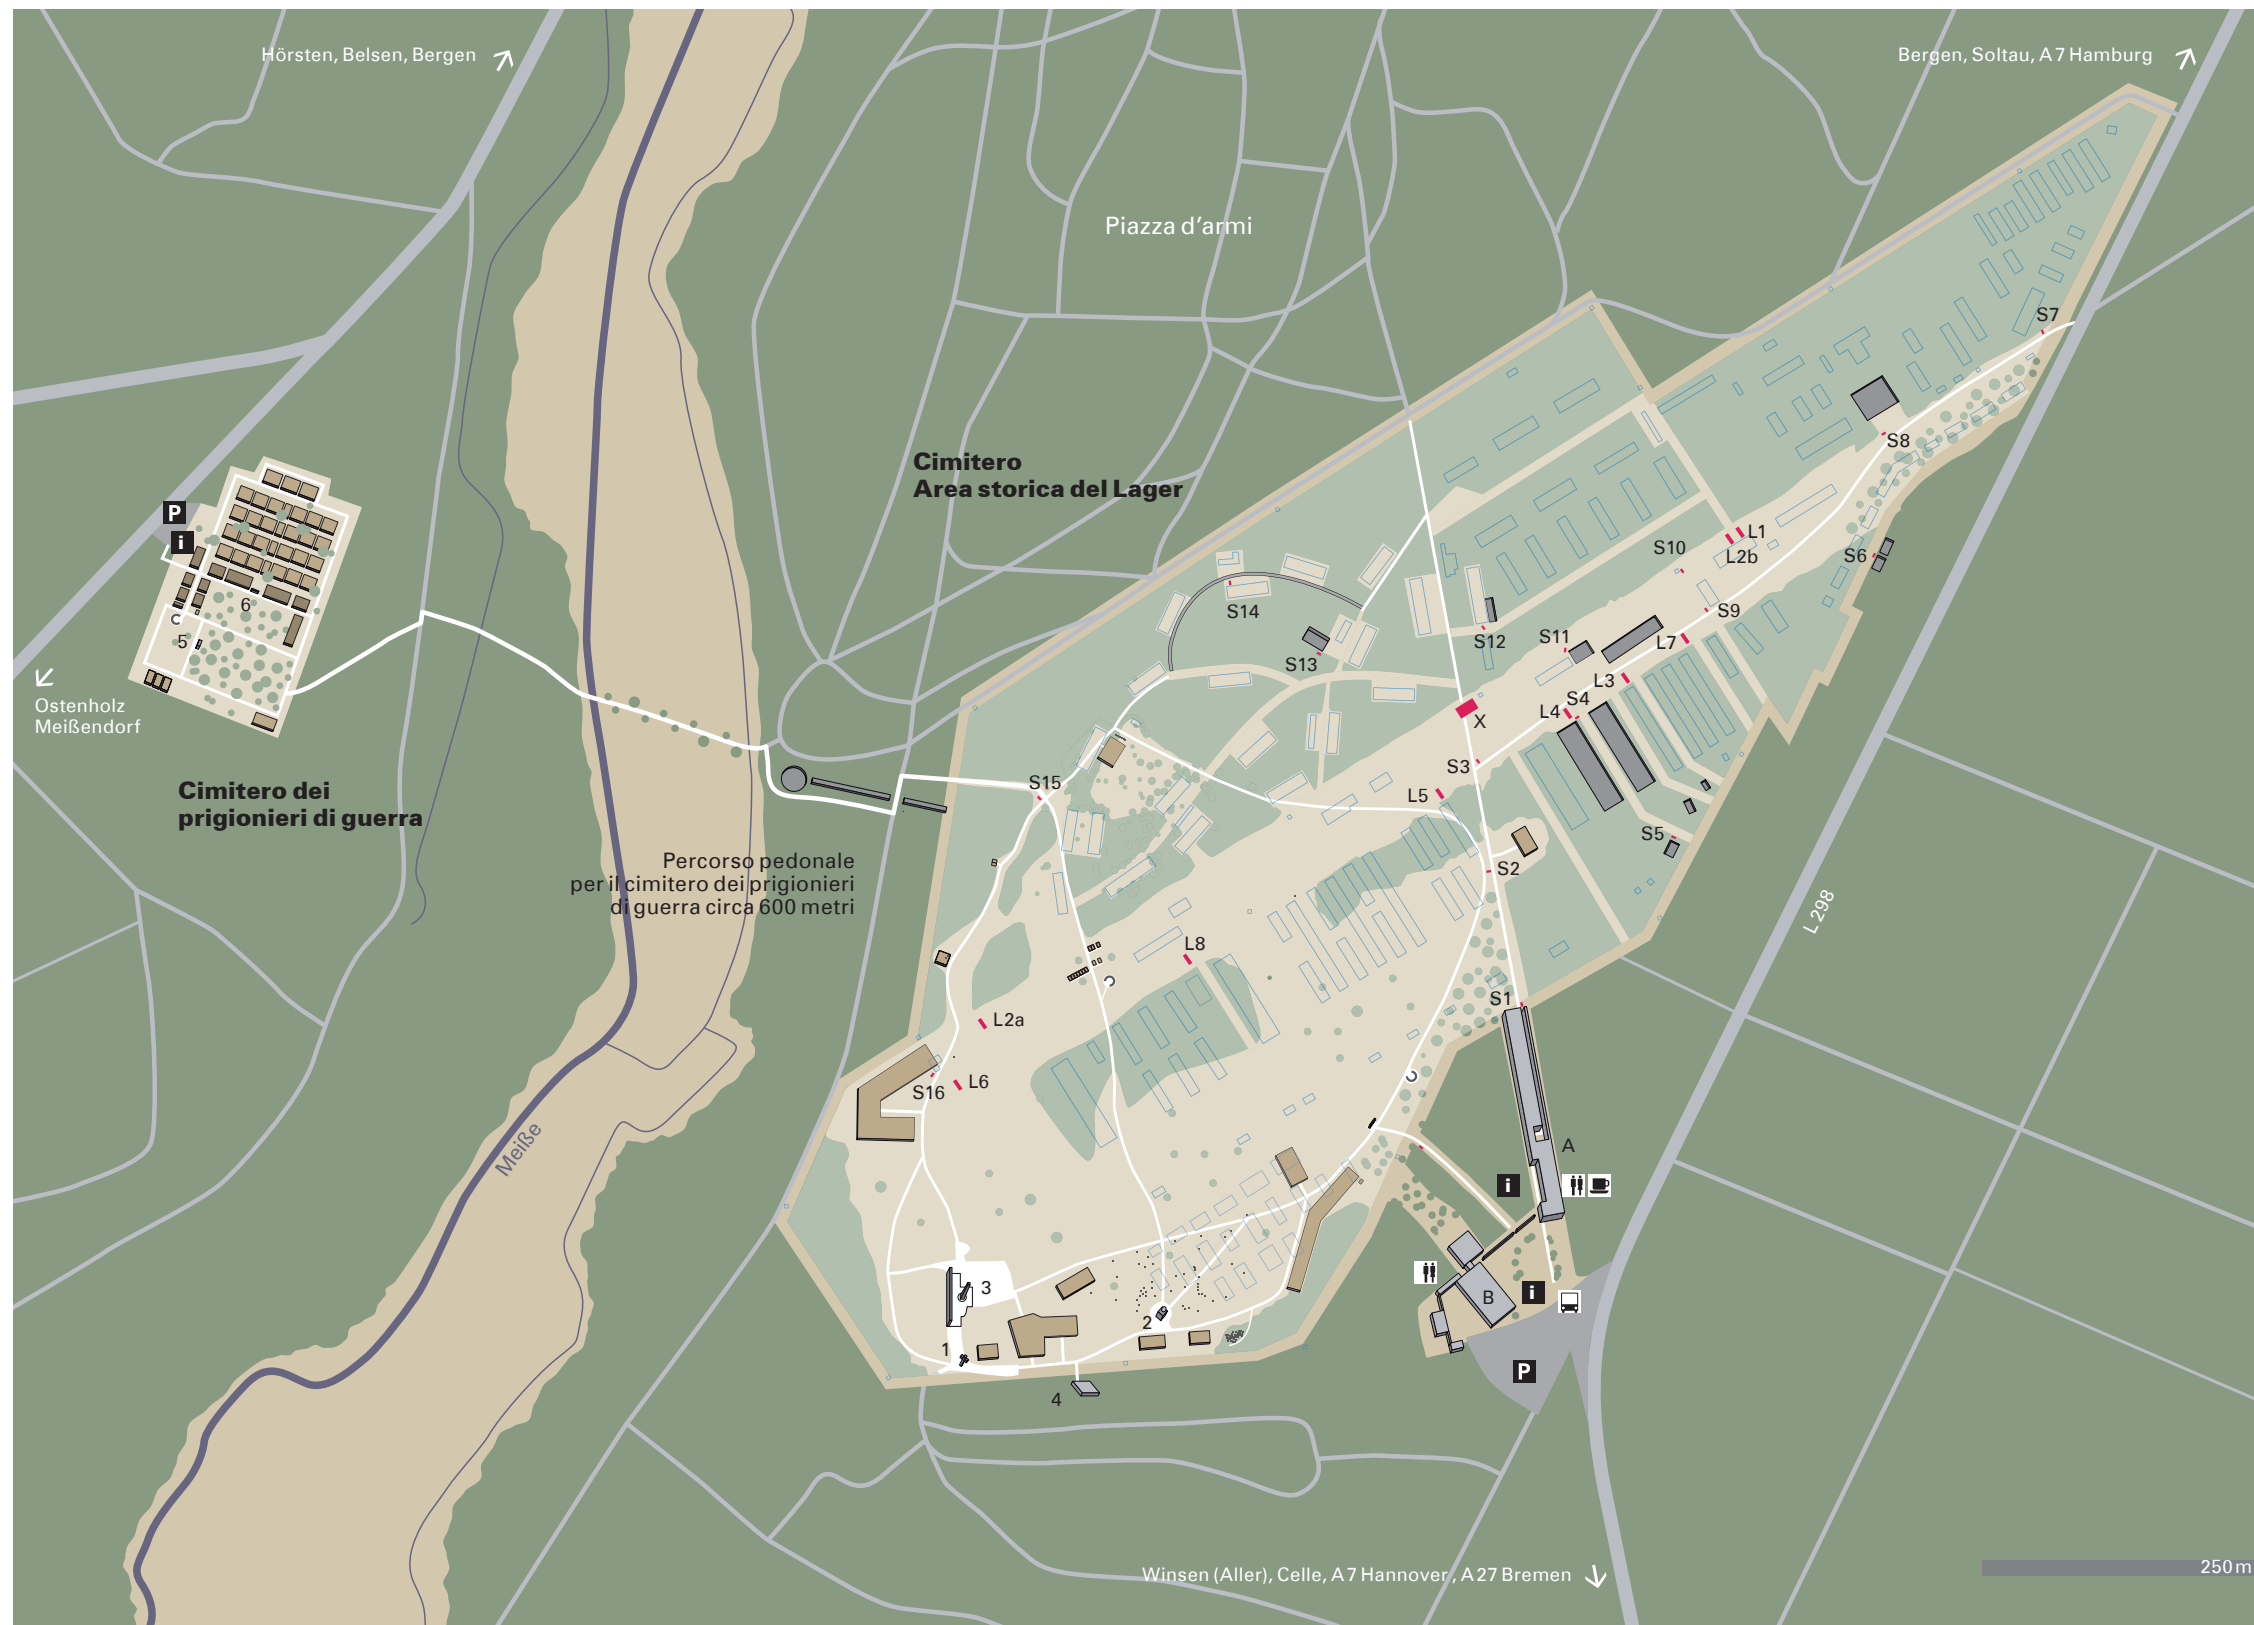 Hörsten, Belsen, Bergen
Bergen, Soltau, A 7 Hamburg
Piazza d’armi
S7
S8
Cimitero
Area storica del Lager
P
i
L1
L2b
S10
S6
S9
S14
S12
S11
L7
S13
L3
S4
L4
X
6
5
Ostenholz
Meißendorf
S3
S15
L5
Cimitero dei
prigionieri di guerra
S5
Percorso pedonale
per il cimitero dei prigionieri
di guerra circa 600 metri
S2
L 298
L8
S1
L2a
L6
S16
Meiße
A
i
3
B
i
2
1
P
4
Winsen (Aller), Celle, A 7 Hannover , A 27 Bremen
250 m